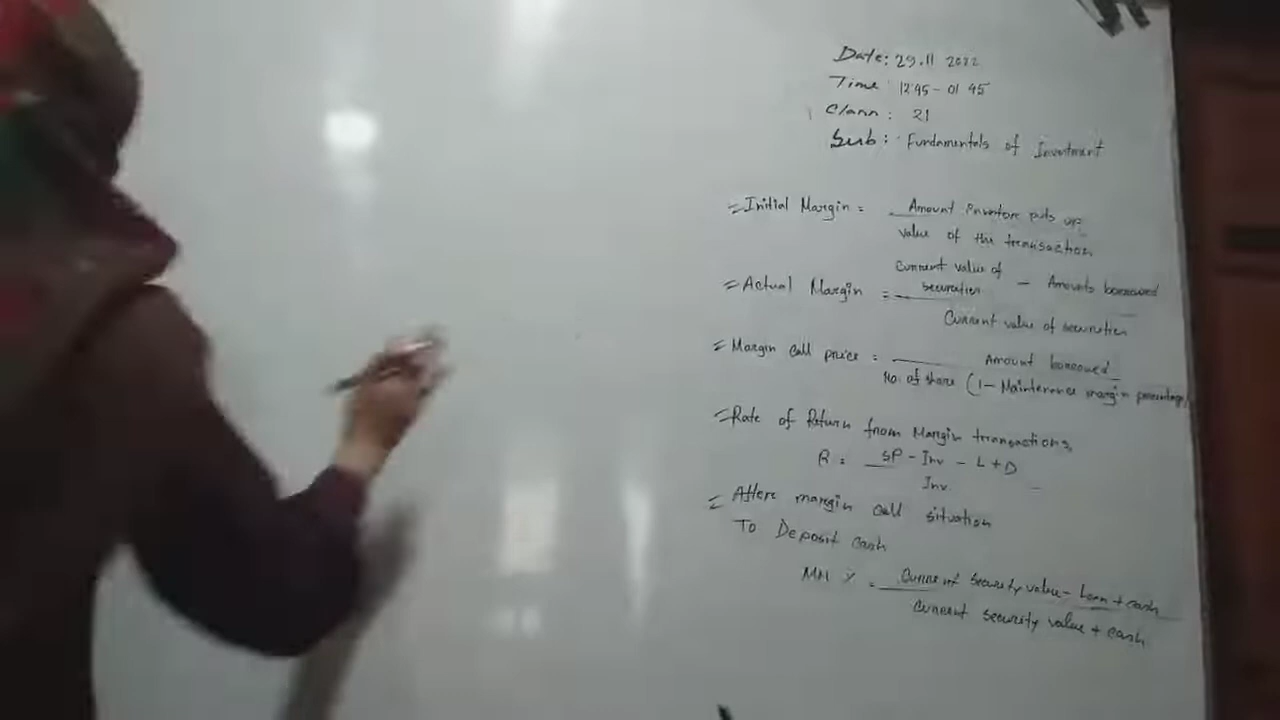 Date: 29.11 2022
Time 12 45 - 01 45
Class : 21
Sub : Fundamentals of Investment
= Initial Margin = Amount Investors puts up
value of the transaction
= Actual Margin = Current value of securities - Amounts borrowed
Current value of securities
= Margin call price = Amount borrowed
No. of share (1 - Maintenance margin percentage)
= Rate of Return from Margin transactions,
R = SP - Inv - L + D
Inv
= After margin call situation
To Deposit cash
MM % = Current security value - Loan + cash
Current security value + cash